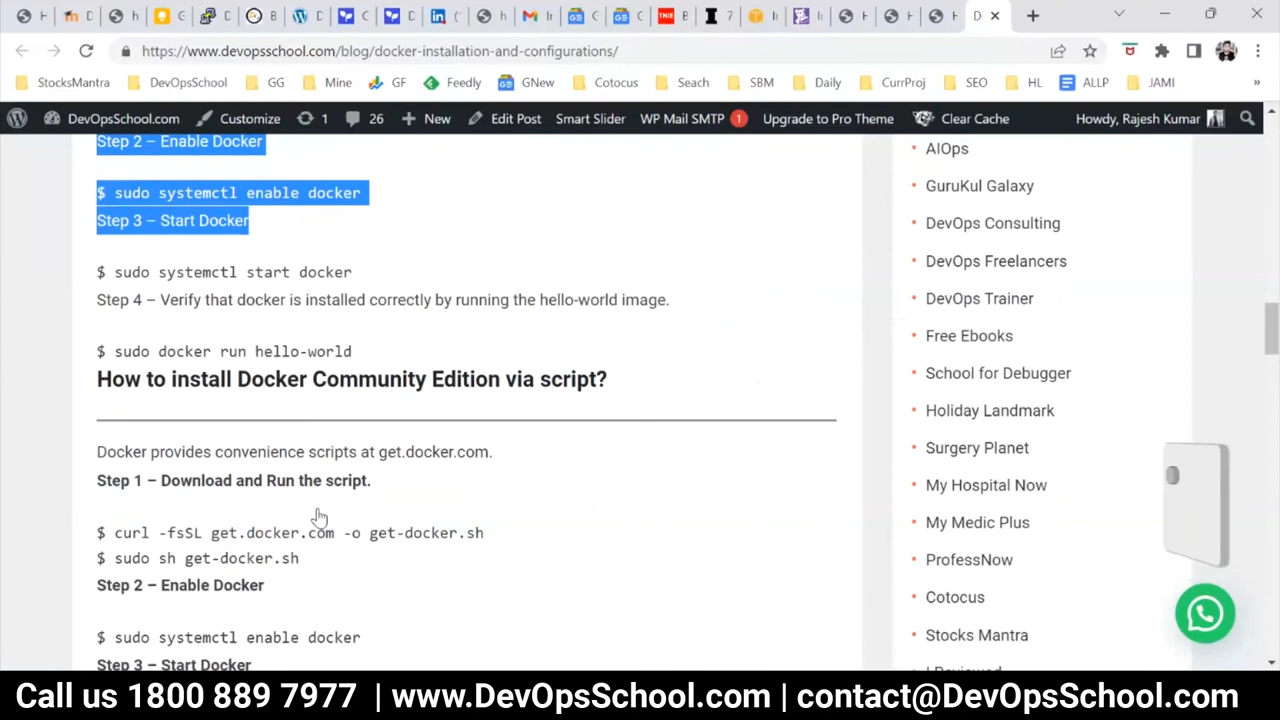 https://www.devopsschool.com/blog/docker-installation-and-configurations/
StocksMantra DevOpsSchool GG Mine GF Feedly GNew Cotocus Seach SBM Daily CurrProj SEO HL ALLP JAMI »
DevOpsSchool.com Customize 1 26 New Edit Post Smart Slider WP Mail SMTP 1 Upgrade to Pro Theme Clear Cache Howdy, Rajesh Kumar
Step 2 – Enable Docker
$ sudo systemctl enable docker
Step 3 – Start Docker
$ sudo systemctl start docker
Step 4 – Verify that docker is installed correctly by running the hello-world image.
$ sudo docker run hello-world
How to install Docker Community Edition via script?
Docker provides convenience scripts at get.docker.com.
Step 1 – Download and Run the script.
$ curl -fsSL get.docker.com -o get-docker.sh
$ sudo sh get-docker.sh
Step 2 – Enable Docker
$ sudo systemctl enable docker
Step 3 – Start Docker
AIOps
GuruKul Galaxy
DevOps Consulting
DevOps Freelancers
DevOps Trainer
Free Ebooks
School for Debugger
Holiday Landmark
Surgery Planet
My Hospital Now
My Medic Plus
ProfessNow
Cotocus
Stocks Mantra
I Reviewed
Call us 1800 889 7977 | www.DevOpsSchool.com | contact@DevOpsSchool.com